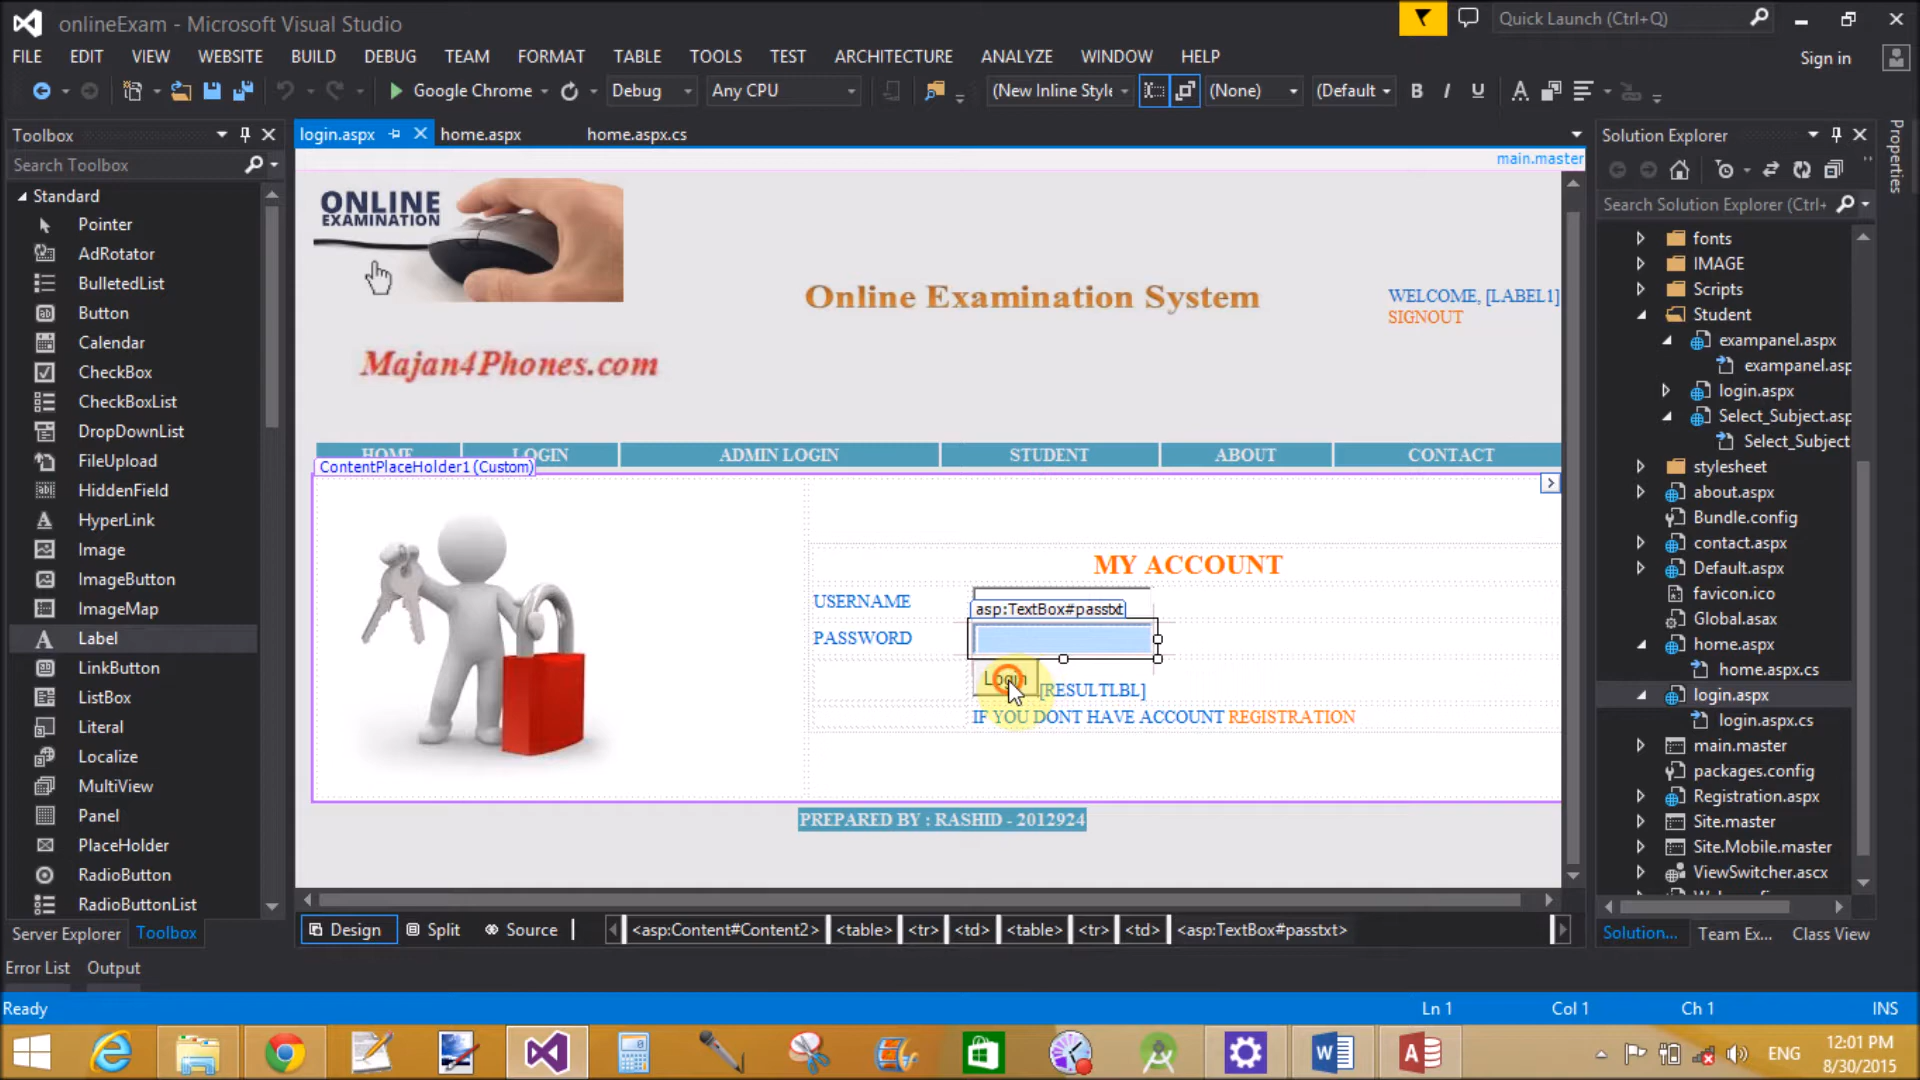 onlineExam - Microsoft Visual Studio
Quick Launch (Ctrl+Q)
FILE EDIT VIEW WEBSITE BUILD DEBUG TEAM FORMAT TABLE TOOLS TEST ARCHITECTURE ANALYZE WINDOW HELP
Sign in
Google Chrome Debug Any CPU (New Inline Style (None) (Default B I U A
Toolbox
Search Toolbox
Standard
Pointer
AdRotator
BulletedList
Button
Calendar
CheckBox
CheckBoxList
DropDownList
FileUpload
HiddenField
HyperLink
Image
ImageButton
ImageMap
Label
LinkButton
ListBox
Literal
Localize
MultiView
Panel
PlaceHolder
RadioButton
RadioButtonList
Server Explorer Toolbox
login.aspx home.aspx home.aspx.cs
main.master
ONLINE
EXAMINATION
Online Examination System
WELCOME, [LABEL1]
SIGNOUT
Majan4Phones.com
HOME LOGIN ADMIN LOGIN STUDENT ABOUT CONTACT
ContentPlaceHolder1 (Custom)
MY ACCOUNT
USERNAME
asp:TextBox#passtxt
PASSWORD
Login [RESULTLBL]
IF YOU DONT HAVE ACCOUNT REGISTRATION
PREPARED BY : RASHID - 2012924
Design Split Source <asp:Content#Content2> <table> <tr> <td> <table> <tr> <td> <asp:TextBox#passtxt>
Solution Explorer
Search Solution Explorer (Ctrl+
fonts
IMAGE
Scripts
Student
exampanel.aspx
exampanel.asp
login.aspx
Select_Subject.asp
Select_Subject
stylesheet
about.aspx
Bundle.config
contact.aspx
Default.aspx
favicon.ico
Global.asax
home.aspx
home.aspx.cs
login.aspx
login.aspx.cs
main.master
packages.config
Registration.aspx
Site.master
Site.Mobile.master
ViewSwitcher.ascx
Solution... Team Ex... Class View
Properties
Error List Output
Ready Ln 1 Col 1 Ch 1 INS
ENG
12:01 PM
8/30/2015